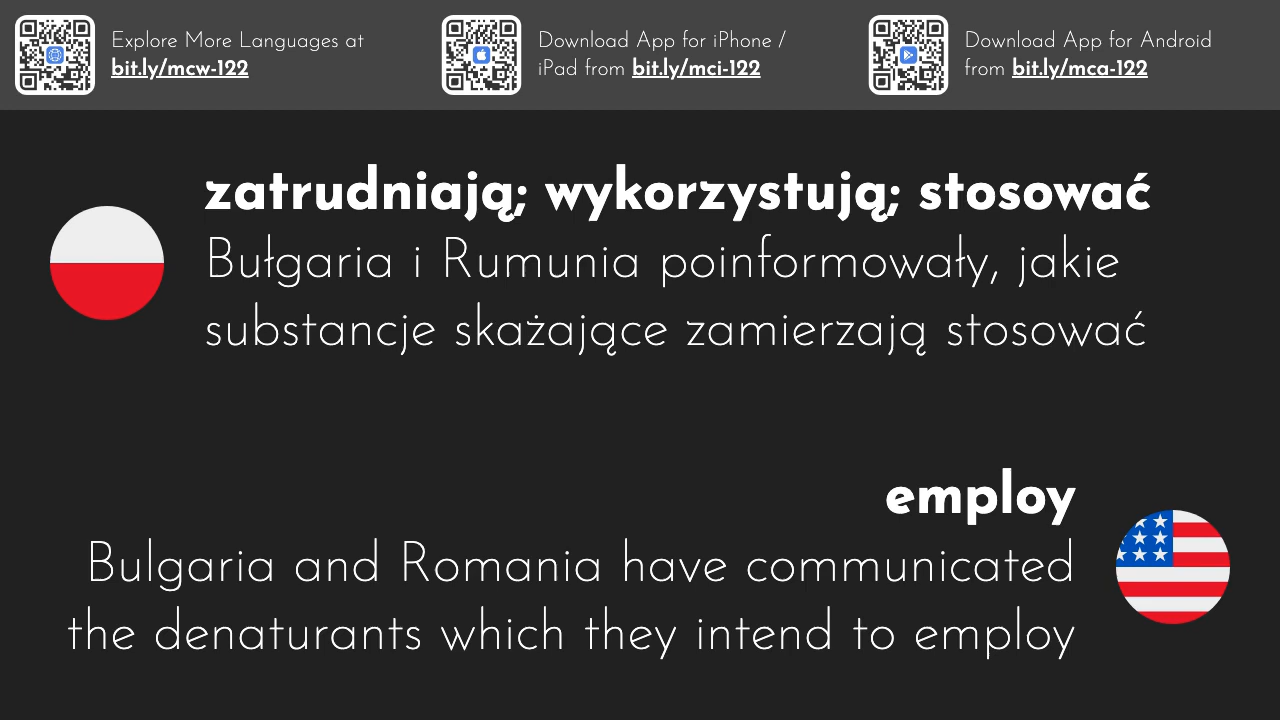 Explore More Languages at
bit.ly/mcw-122
Download App for iPhone /
iPad from bit.ly/mci-122
Download App for Android
from bit.ly/mca-122
zatrudniają; wykorzystują; stosować
Bułgaria i Rumunia poinformowały, jakie
substancje skażające zamierzają stosować
employ
Bulgaria and Romania have communicated
the denaturants which they intend to employ